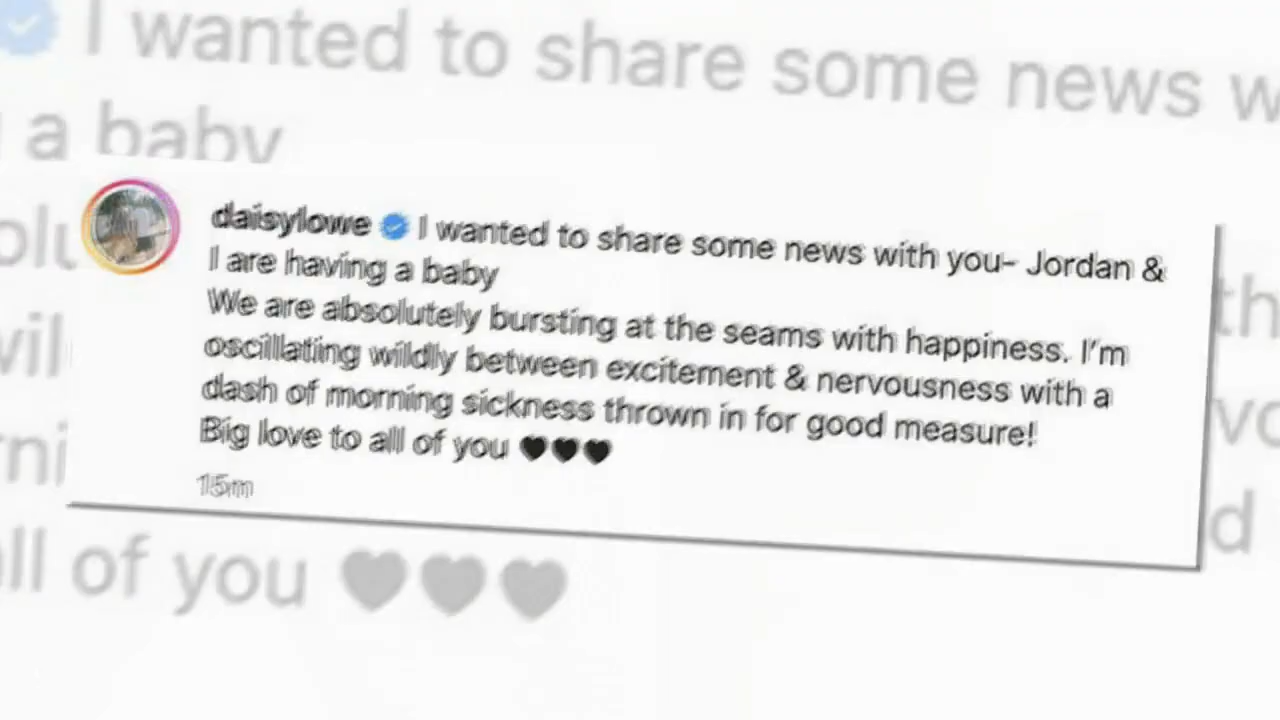 I wanted to share some news w
a baby
daisylowe I wanted to share some news with you- Jordan &
I are having a baby
We are absolutely bursting at the seams with happiness. I'm
oscillating wildly between excitement & nervousness with a
dash of morning sickness thrown in for good measure!
Big love to all of you 🖤🖤🖤
15m
all of you 🖤🖤🖤